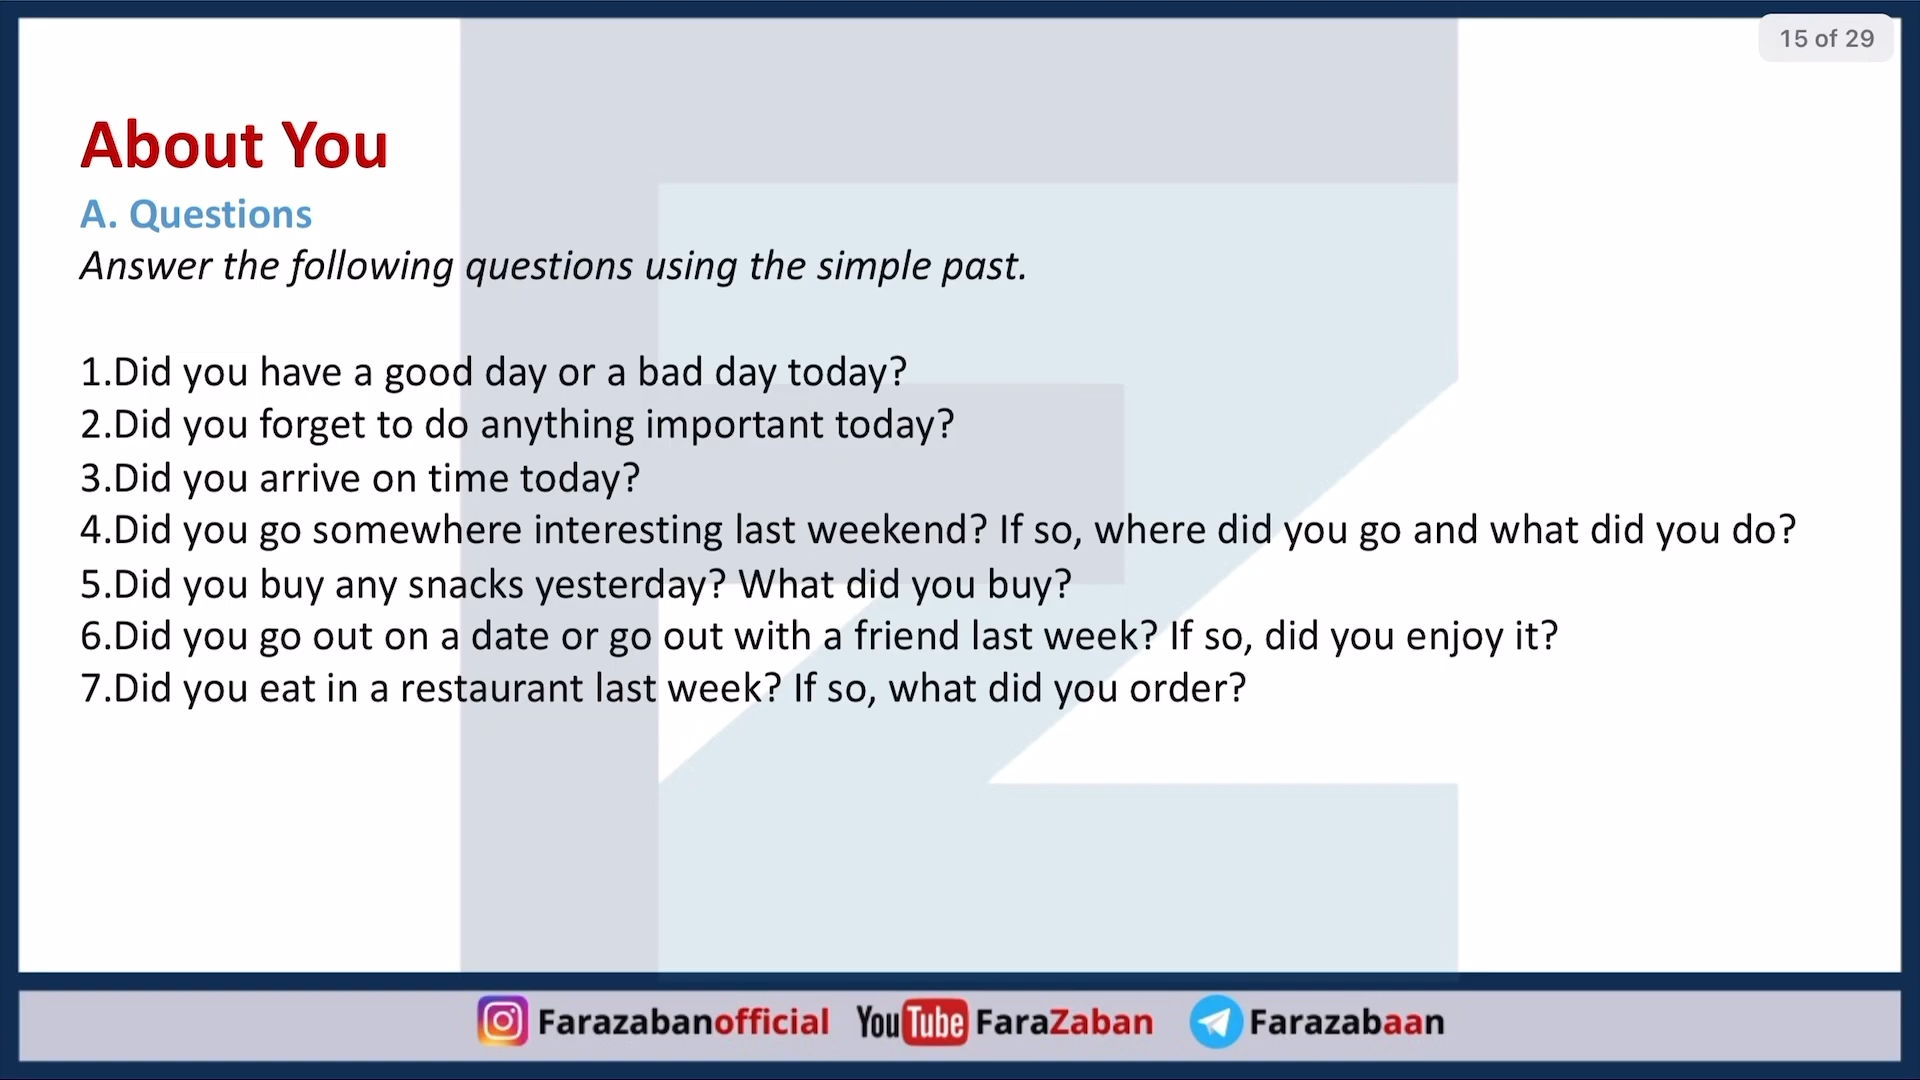 15 of 29
About You
A. Questions
Answer the following questions using the simple past.
1.Did you have a good day or a bad day today?
2.Did you forget to do anything important today?
3.Did you arrive on time today?
4.Did you go somewhere interesting last weekend? If so, where did you go and what did you do?
5.Did you buy any snacks yesterday? What did you buy?
6.Did you go out on a date or go out with a friend last week? If so, did you enjoy it?
7.Did you eat in a restaurant last week? If so, what did you order?
Farazabanofficial YouTube FaraZaban Farazabaan